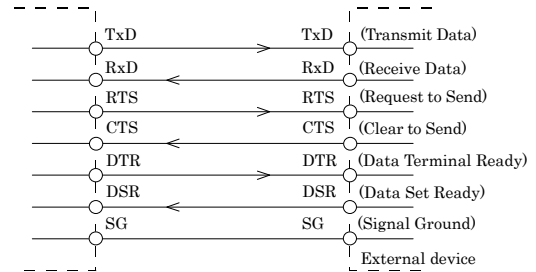 TxD TxD (Transmit Data)
RxD RxD (Receive Data)
RTS RTS (Request to Send)
CTS CTS (Clear to Send)
DTR DTR (Data Terminal Ready)
DSR DSR (Data Set Ready)
SG SG (Signal Ground)
External device